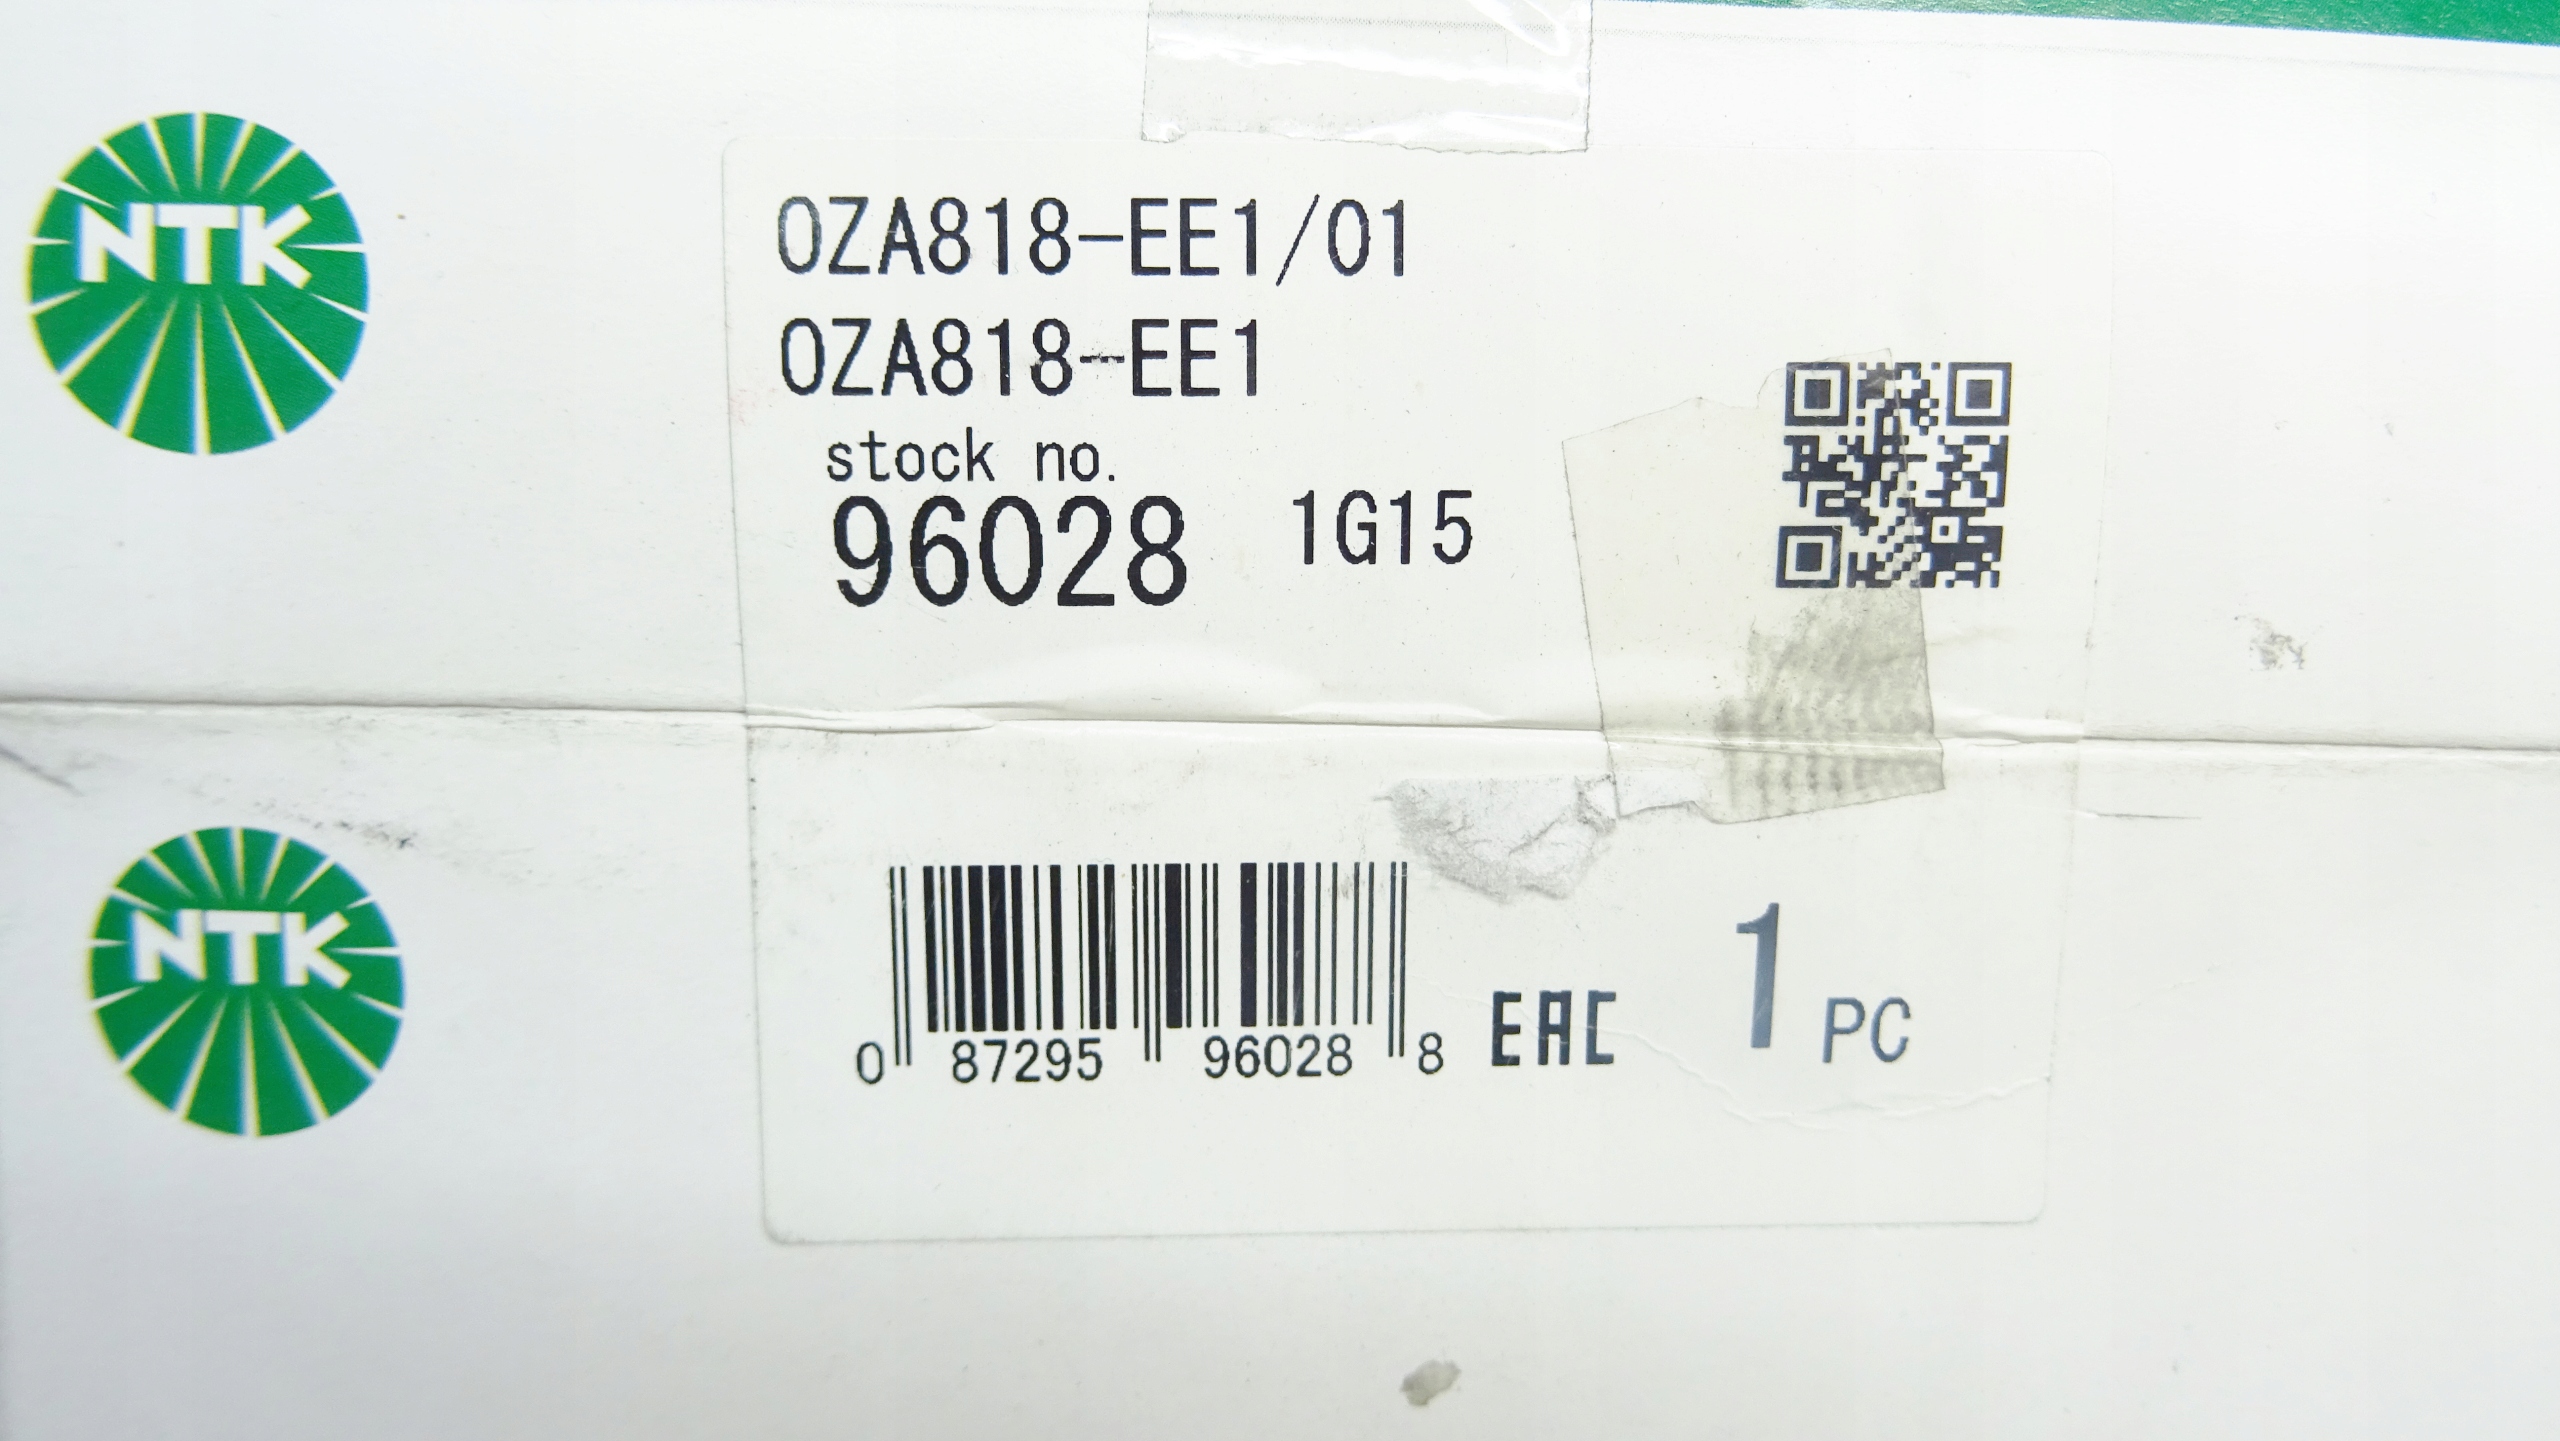 NTK
OZA818-EE1/01
OZA818-EE1
stock no.
96028 1G15
NTK
0 87295 96028 8
EAC
1 PC